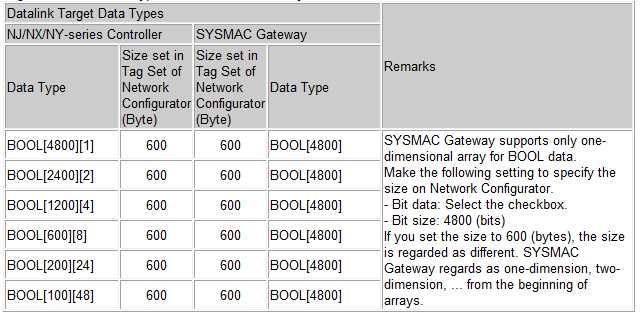 Datalink Target Data Types
NJ/NX/NY-series Controller
SYSMAC Gateway
Remarks
Data Type
Size set in
Tag Set of
Network
Configurator
(Byte)
Size set in
Tag Set of
Network
Configurator
(Byte)
Data Type
BOOL[4800][1] 600 600 BOOL[4800]
BOOL[2400][2] 600 600 BOOL[4800]
BOOL[1200][4] 600 600 BOOL[4800]
BOOL[600][8] 600 600 BOOL[4800]
BOOL[200][24] 600 600 BOOL[4800]
BOOL[100][48] 600 600 BOOL[4800]
SYSMAC Gateway supports only one-
dimensional array for BOOL data.
Make the following setting to specify the
size on Network Configurator.
- Bit data: Select the checkbox.
- Bit size: 4800 (bits)
If you set the size to 600 (bytes), the size
is regarded as different. SYSMAC
Gateway regards as one-dimension, two-
dimension, ... from the beginning of
arrays.